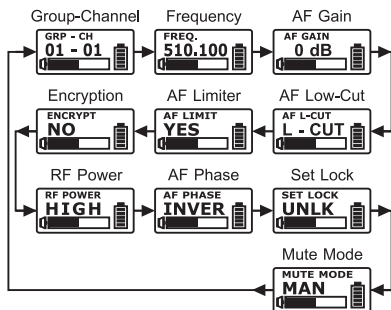 Group-Channel Frequency AF Gain
GRP - CH FREQ. AF GAIN
01 - 01 510.100 0 dB
Encryption AF Limiter AF Low-Cut
ENCRYPT AF LIMIT AF L-CUT
NO YES L - CUT
RF Power AF Phase Set Lock
RF POWER AF PHASE SET LOCK
HIGH INVER UNLK
Mute Mode
MUTE MODE
MAN